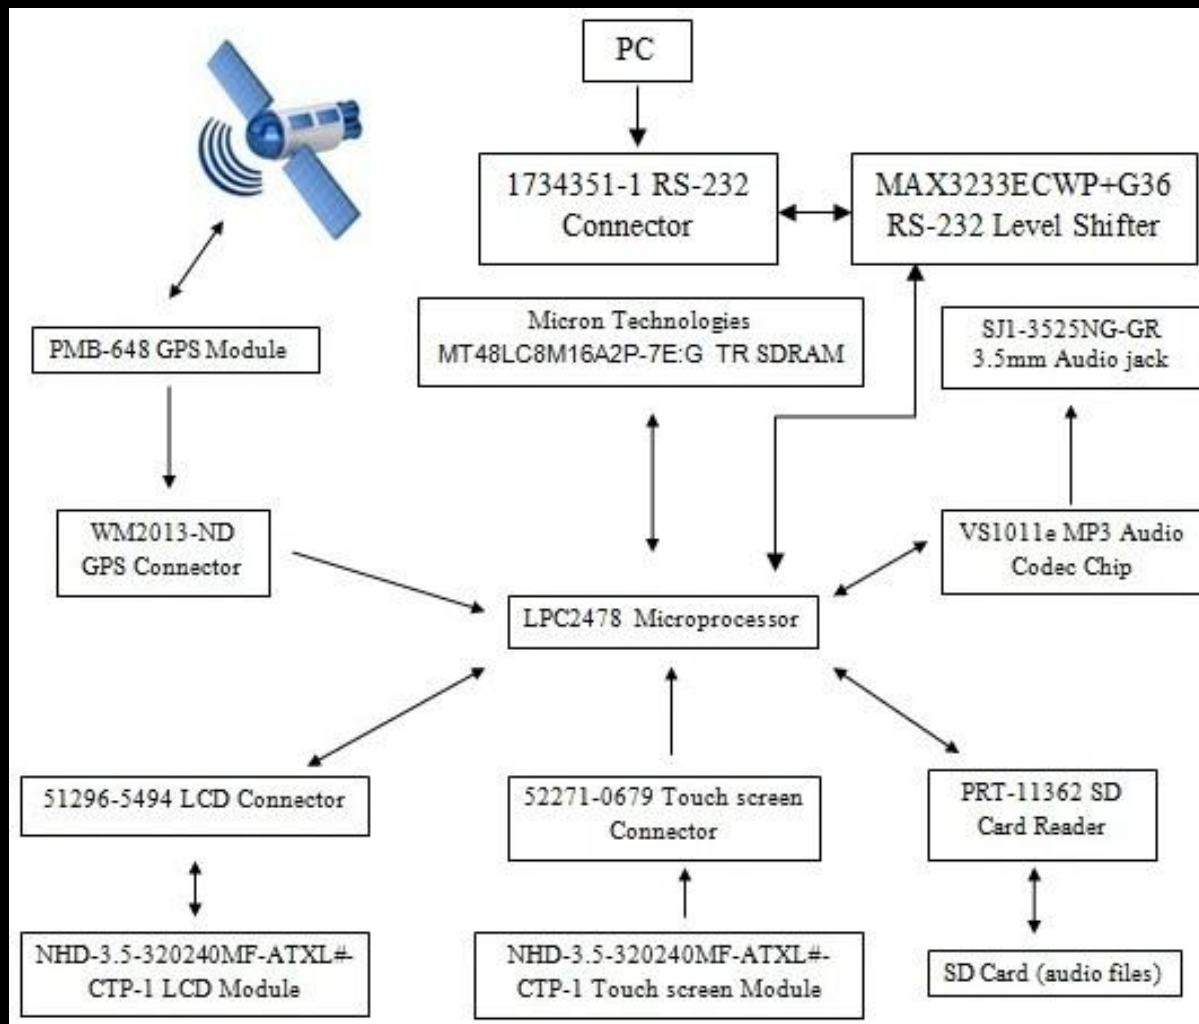 PC
1734351-1 RS-232
Connector
MAX3233ECWP+G36
RS-232 Level Shifter
Micron Technologies
MT48LC8M16A2P-7E:G TR SDRAM
SJ1-3525NG-GR
3.5mm Audio jack
PMB-648 GPS Module
WM2013-ND
GPS Connector
VS1011e MP3 Audio
Codec Chip
LPC2478 Microprocessor
51296-5494 LCD Connector
52271-0679 Touch screen
Connector
PRT-11362 SD
Card Reader
NHD-3.5-320240MF-ATXL#-
CTP-1 LCD Module
NHD-3.5-320240MF-ATXL#-
CTP-1 Touch screen Module
SD Card (audio files)